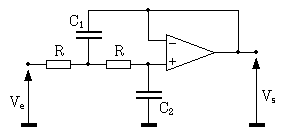 C₁
R
R
−
+
C₂
Vₑ
Vₛ